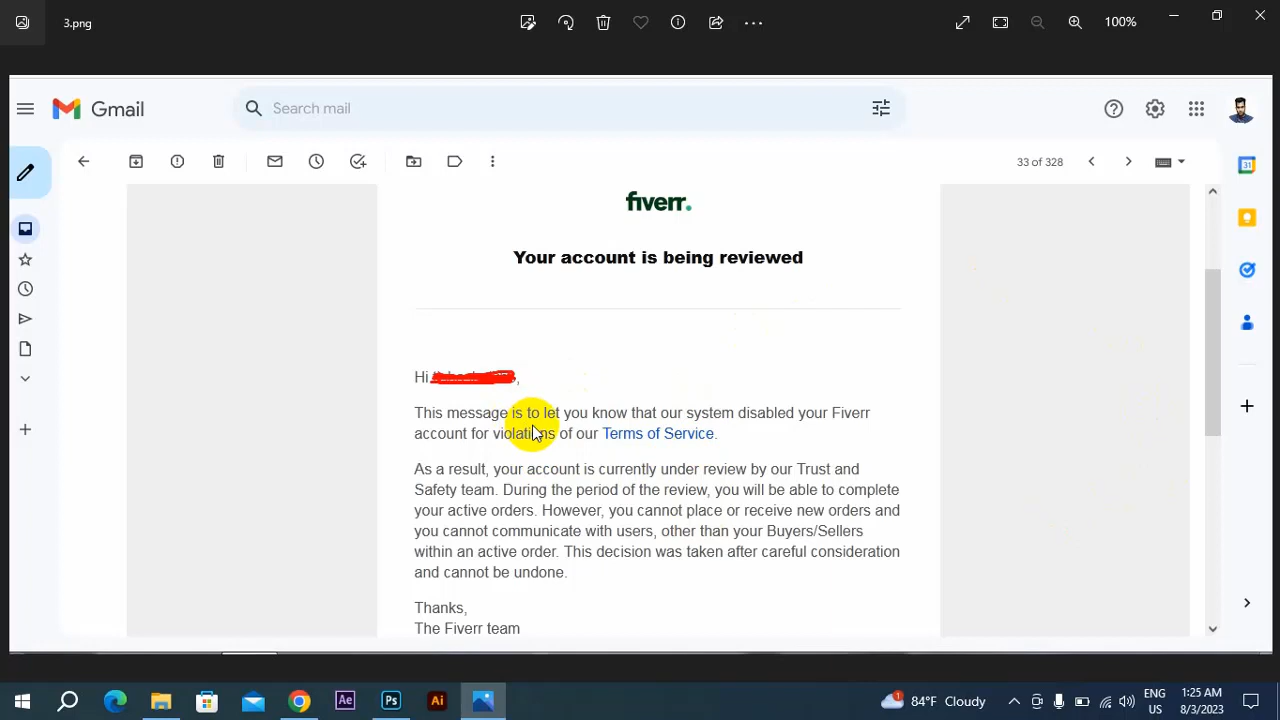 3.png
100%
Gmail
Search mail
33 of 328
31
fiverr.
Your account is being reviewed
Hi
This message is to let you know that our system disabled your Fiverr
account for violations of our Terms of Service.
As a result, your account is currently under review by our Trust and
Safety team. During the period of the review, you will be able to complete
your active orders. However, you cannot place or receive new orders and
you cannot communicate with users, other than your Buyers/Sellers
within an active order. This decision was taken after careful consideration
and cannot be undone.
Thanks,
The Fiverr team
Ae
Ps
Ai
1
84°F Cloudy
ENG
US
1:25 AM
8/3/2023